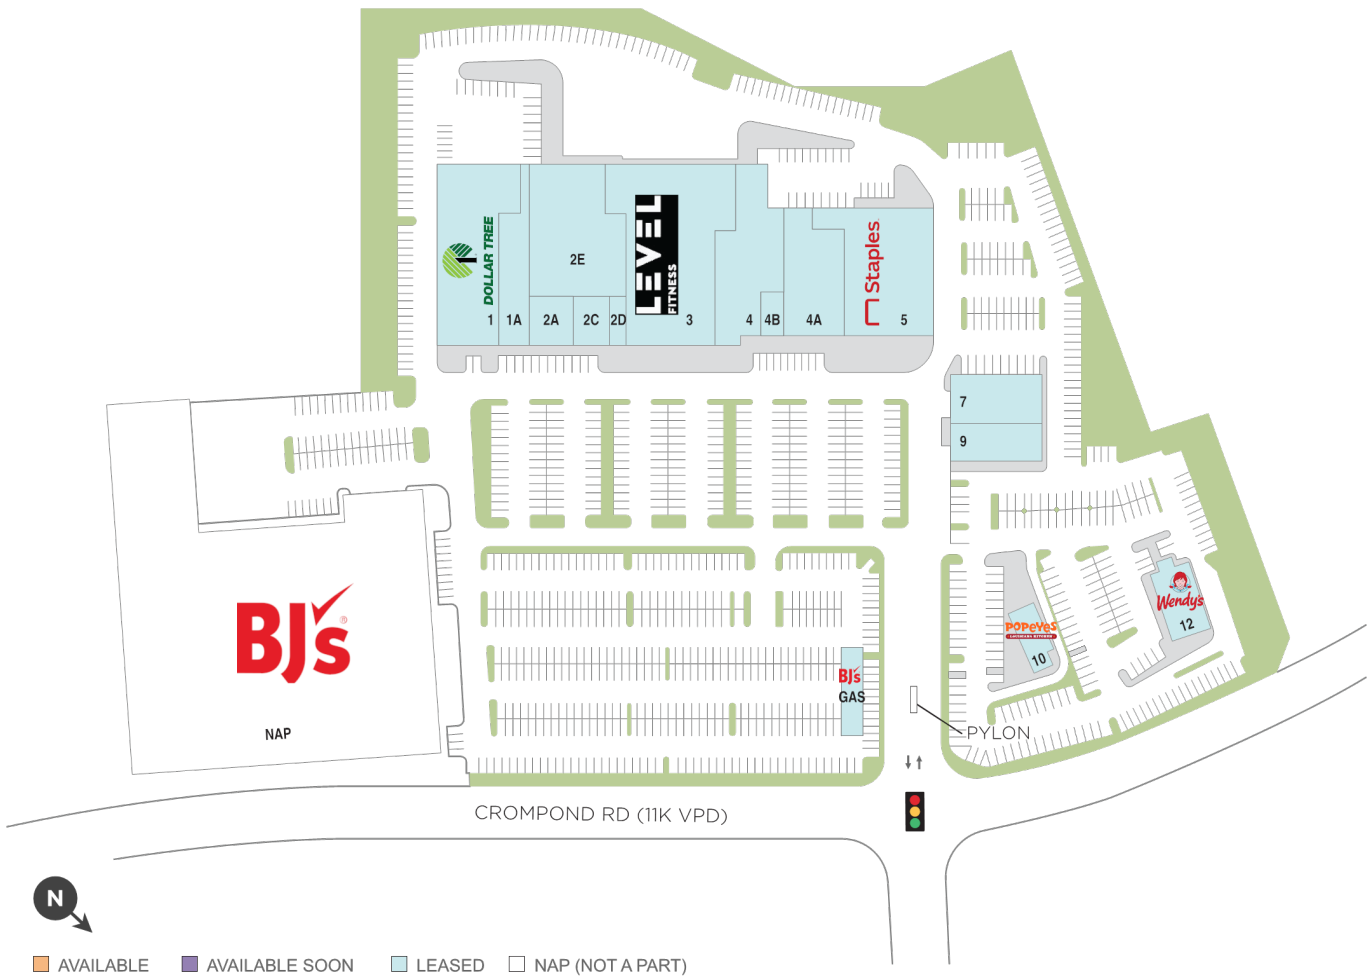 DOLLAR TREE
1
1A
2A
2E
2C
2D
LEVEL
FITNESS
3
4
4B
4A
Staples
5
7
9
BJ's
®
NAP
BJ's
GAS
POPEYES
LOUISIANA KITCHEN
10
Wendy's
12
PYLON
CROMPOND RD (11K VPD)
N
AVAILABLE
AVAILABLE SOON
LEASED
NAP (NOT A PART)